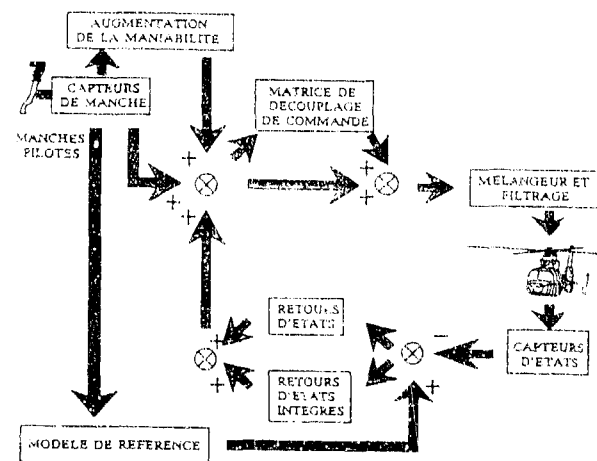 AUGMENTATION
DE LA MANIABILITE
CAPTEURS
DE MANCHE
MANCHES
PILOTES
MATRICE DE
DECOUPLAGE
DE COMMANDE
+
+
+
+
+
MELANGEUR ET
FILTRAGE
RETOURS
D'ETATS
RETOURS
D'ETATS
INTEGRES
+
+
-
+
CAPTEURS
D'ETATS
MODELE DE REFERENCE